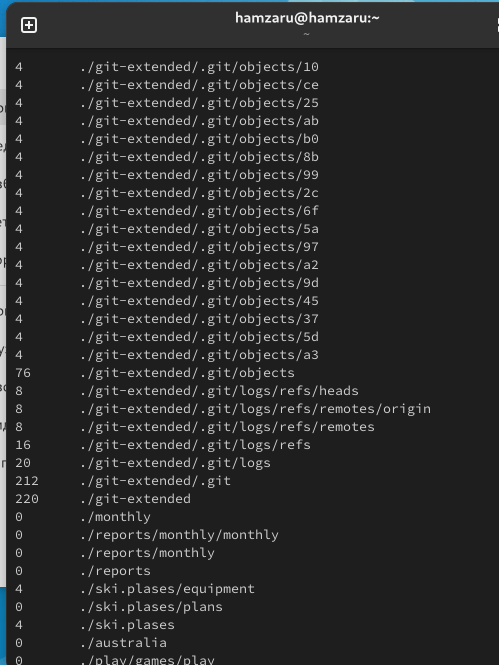 hamzaru@hamzaru:~
~
4 ./git-extended/.git/objects/10
4 ./git-extended/.git/objects/ce
4 ./git-extended/.git/objects/25
4 ./git-extended/.git/objects/ab
4 ./git-extended/.git/objects/b0
4 ./git-extended/.git/objects/8b
4 ./git-extended/.git/objects/99
4 ./git-extended/.git/objects/2c
4 ./git-extended/.git/objects/6f
4 ./git-extended/.git/objects/5a
4 ./git-extended/.git/objects/97
4 ./git-extended/.git/objects/a2
4 ./git-extended/.git/objects/9d
4 ./git-extended/.git/objects/45
4 ./git-extended/.git/objects/37
4 ./git-extended/.git/objects/5d
4 ./git-extended/.git/objects/a3
76 ./git-extended/.git/objects
8 ./git-extended/.git/logs/refs/heads
8 ./git-extended/.git/logs/refs/remotes/origin
8 ./git-extended/.git/logs/refs/remotes
16 ./git-extended/.git/logs/refs
20 ./git-extended/.git/logs
212 ./git-extended/.git
220 ./git-extended
0 ./monthly
0 ./reports/monthly/monthly
0 ./reports/monthly
0 ./reports
4 ./ski.plases/equipment
0 ./ski.plases/plans
4 ./ski.plases
0 ./australia
0 ./play/games/play